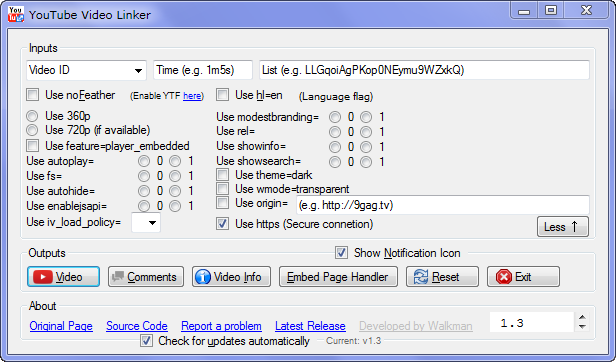 YouTube Video Linker
Inputs
Video ID Time (e.g. 1m5s) List (e.g. LLGqoiAgPKop0NEymu9WZxkQ)
Use noFeather (Enable YTF here) Use hl=en (Language flag)
Use 360p
Use 720p (if available)
Use feature=player_embedded
Use autoplay= 0 1
Use fs= 0 1
Use autohide= 0 1
Use enablejsapi= 0 1
Use iv_load_policy=
Use modestbranding= 0 1
Use rel= 0 1
Use showinfo= 0 1
Use showsearch= 0 1
Use theme=dark
Use wmode=transparent
Use origin= (e.g. http://9gag.tv)
Use https (Secure connetion)
Less ↑
Outputs
Show Notification Icon
Video Comments Video Info Embed Page Handler Reset Exit
About
Original Page Source Code Report a problem Latest Release Developed by Walkman 1.3
Check for updates automatically Current: v1.3